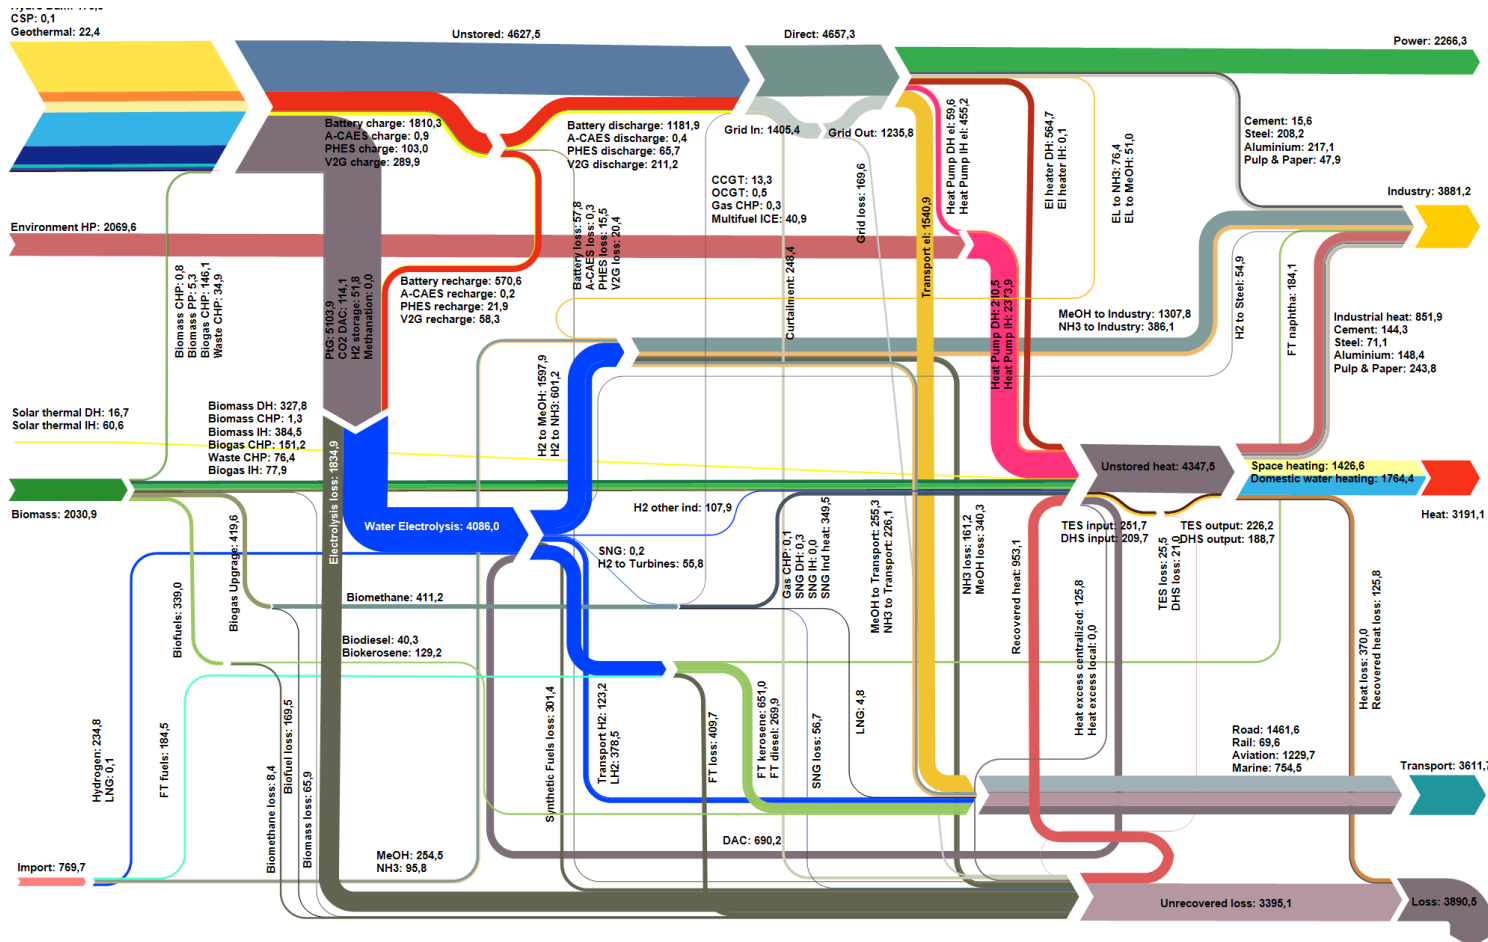 CSP: 0,1
Geothermal: 22,4
Unstored: 4627,5
Direct: 4657,3
Power: 2266,3
Battery charge: 1810,3
A-CAES charge: 0,9
PHES charge: 103,0
V2G charge: 289,9
Battery discharge: 1181,9
A-CAES discharge: 0,4
PHES discharge: 65,7
V2G discharge: 211,2
Grid In: 1405,4
Grid Out: 1235,8
Heat Pump DH el: 59,6
Heat Pump IH el: 455,2
El heater DH: 564,7
El heater IH: 0,1
EL to NH3: 76,4
EL to MeOH: 51,0
Cement: 15,6
Steel: 208,2
Aluminium: 217,1
Pulp & Paper: 47,9
Industry: 3881,2
CCGT: 13,3
OCGT: 0,5
Gas CHP: 0,3
Multifuel ICE: 40,9
Grid loss: 169,6
Transport el: 1540,9
Environment HP: 2069,6
Biomass CHP: 0,8
Biomass PP: 5,3
Biogas CHP: 146,1
Waste CHP: 34,9
PtG: 5103,9
CO2 DAC: 114,1
H2 storage: 51,8
Methanation: 0,0
Battery recharge: 570,6
A-CAES recharge: 0,2
PHES recharge: 21,9
V2G recharge: 58,3
Battery loss: 57,8
A-CAES loss: 0,3
PHES loss: 15,5
V2G loss: 20,4
Curtailment: 248,4
Heat Pump DH: 210,5
Heat Pump IH: 2373,9
MeOH to Industry: 1307,8
NH3 to Industry: 386,1
H2 to Steel: 54,9
FT naphtha: 184,1
Industrial heat: 851,9
Cement: 144,3
Steel: 71,1
Aluminium: 148,4
Pulp & Paper: 243,8
Solar thermal DH: 16,7
Solar thermal IH: 60,6
Biomass DH: 327,8
Biomass CHP: 1,3
Biomass IH: 384,5
Biogas CHP: 151,2
Waste CHP: 76,4
Biogas IH: 77,9
H2 to MeOH: 1597,9
H2 to NH3: 601,2
Electrolysis loss: 1834,9
Unstored heat: 4347,5
Space heating: 1426,6
Domestic water heating: 1764,4
Heat: 3191,1
Biomass: 2030,9
Water Electrolysis: 4086,0
H2 other ind: 107,9
TES input: 251,7
DHS input: 209,7
TES output: 226,2
DHS output: 188,7
SNG: 0,2
H2 to Turbines: 55,8
Gas CHP: 0,1
SNG DH: 0,3
SNG IH: 0,0
SNG Ind heat: 349,5
MeOH to Transport: 255,3
NH3 to Transport: 226,1
NH3 loss: 161,2
MeOH loss: 340,3
Recovered heat: 953,1
TES loss: 25,5
DHS loss: 21,0
Biofuels: 339,0
Biogas Upgrage: 419,6
Biomethane: 411,2
Biodiesel: 40,3
Biokerosene: 129,2
Heat excess centralized: 125,8
Heat excess local: 0,0
Heat loss: 370,0
Recovered heat loss: 125,8
Hydrogen: 234,8
LNG: 0,1
FT fuels: 184,5
Biomethane loss: 8,4
Biofuel loss: 169,5
Biomass loss: 65,9
Synthetic Fuels loss: 301,4
Transport H2: 123,2
LH2: 378,5
FT loss: 409,7
FT kerosene: 651,0
FT diesel: 269,9
SNG loss: 56,7
LNG: 4,8
Road: 1461,6
Rail: 69,6
Aviation: 1229,7
Marine: 754,5
Transport: 3611,7
DAC: 690,2
Import: 769,7
MeOH: 254,5
NH3: 95,8
Unrecovered loss: 3395,1
Loss: 3890,5